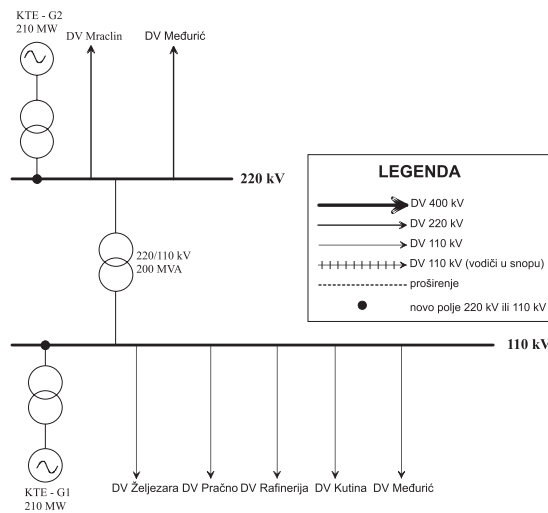 KTE - G2
210 MW
DV Mraclin
DV Međurić
220 kV
220/110 kV
200 MVA
LEGENDA
DV 400 kV
DV 220 kV
DV 110 kV
DV 110 kV (vodiči u snopu)
proširenje
novo polje 220 kV ili 110 kV
110 kV
DV Željezara
DV Pračno
DV Rafinerija
DV Kutina
DV Međurić
KTE - G1
210 MW